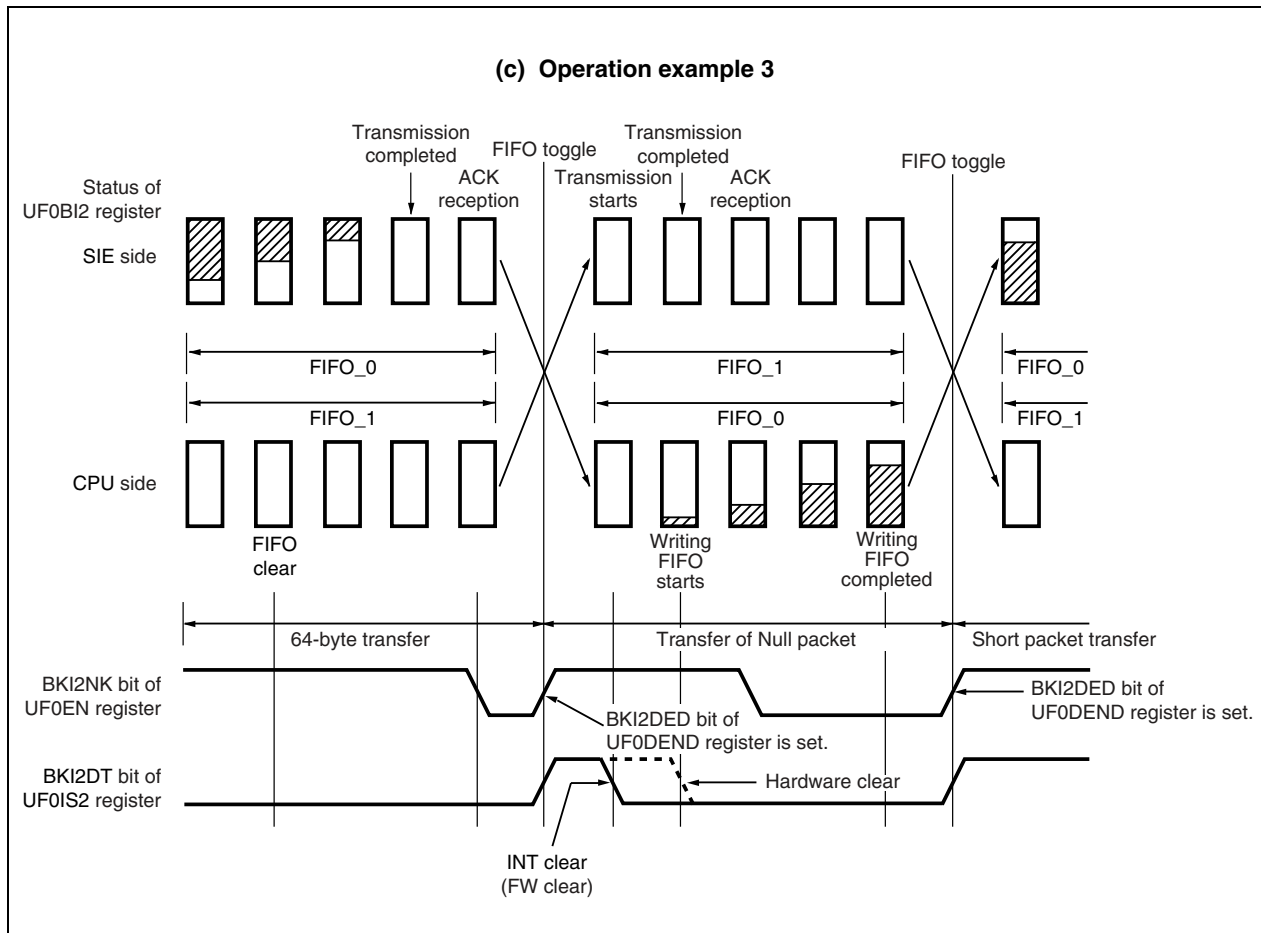 (c) Operation example 3
Transmission
completed
FIFO toggle
Transmission
completed
FIFO toggle
Status of
UF0BI2 register
ACK
reception
Transmission
starts
ACK
reception
SIE side
FIFO_0
FIFO_1
FIFO_0
FIFO_1
FIFO_0
FIFO_1
CPU side
FIFO
clear
Writing
FIFO
starts
Writing
FIFO
completed
64-byte transfer
Transfer of Null packet
Short packet transfer
BKI2NK bit of
UF0EN register
BKI2DED bit of
UF0DEND register is set.
BKI2DED bit of
UF0DEND register is set.
BKI2DT bit of
UF0IS2 register
Hardware clear
INT clear
(FW clear)